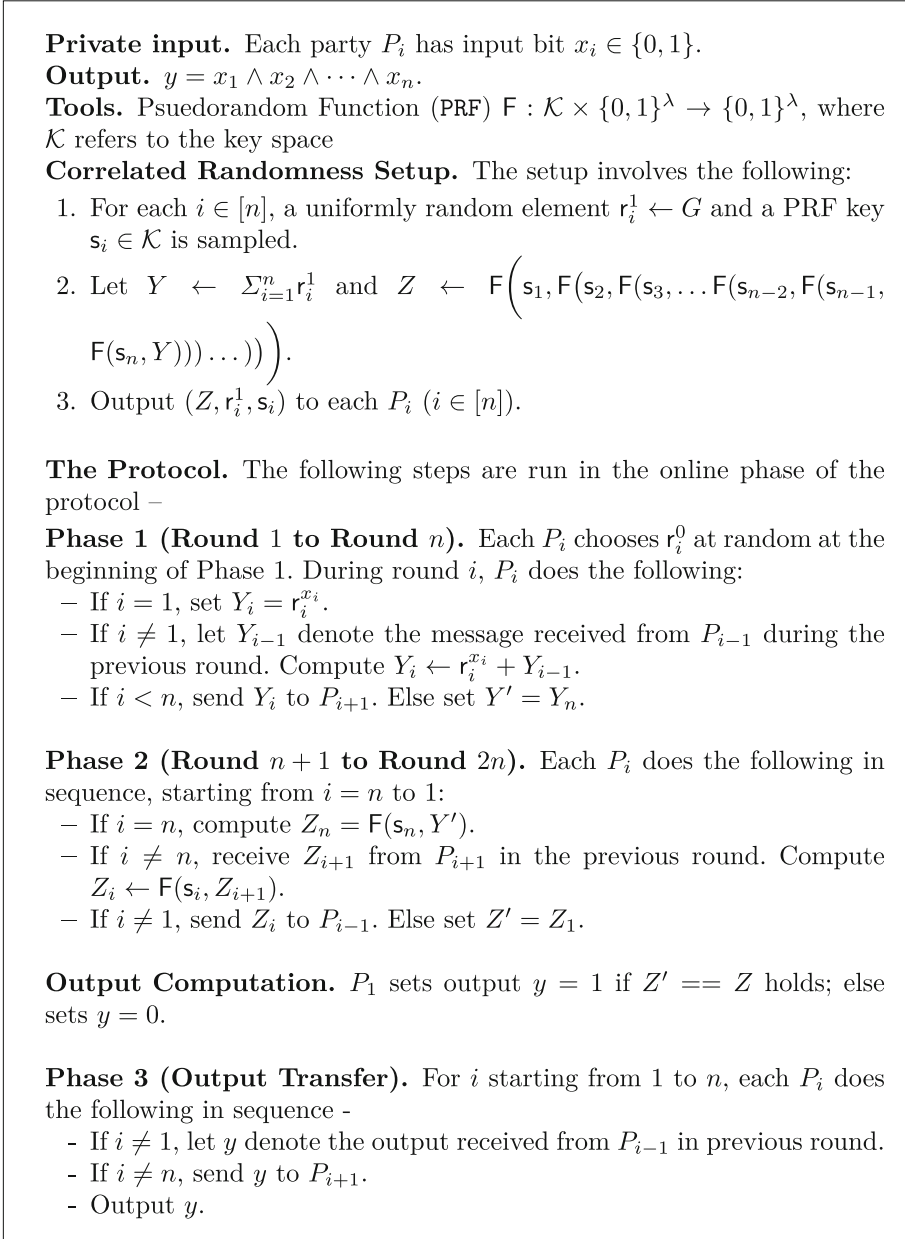 Private input. Each party P_i has input bit x_i ∈ {0, 1}.
Output. y = x_1 ∧ x_2 ∧ ⋯ ∧ x_n.
Tools. Psuedorandom Function (PRF) F : 𝒦 × {0, 1}^λ → {0, 1}^λ, where
𝒦 refers to the key space
Correlated Randomness Setup. The setup involves the following:
1. For each i ∈ [n], a uniformly random element r_i^1 ← G and a PRF key
s_i ∈ 𝒦 is sampled.
2. Let Y ← Σ_{i=1}^n r_i^1 and Z ← F(s_1, F(s_2, F(s_3, … F(s_{n−2}, F(s_{n−1},
F(s_n, Y))) … ))).
3. Output (Z, r_i^1, s_i) to each P_i (i ∈ [n]).
The Protocol. The following steps are run in the online phase of the
protocol –
Phase 1 (Round 1 to Round n). Each P_i chooses r_i^0 at random at the
beginning of Phase 1. During round i, P_i does the following:
– If i = 1, set Y_i = r_i^{x_i}.
– If i ≠ 1, let Y_{i−1} denote the message received from P_{i−1} during the
previous round. Compute Y_i ← r_i^{x_i} + Y_{i−1}.
– If i < n, send Y_i to P_{i+1}. Else set Y′ = Y_n.
Phase 2 (Round n + 1 to Round 2n). Each P_i does the following in
sequence, starting from i = n to 1:
– If i = n, compute Z_n = F(s_n, Y′).
– If i ≠ n, receive Z_{i+1} from P_{i+1} in the previous round. Compute
Z_i ← F(s_i, Z_{i+1}).
– If i ≠ 1, send Z_i to P_{i−1}. Else set Z′ = Z_1.
Output Computation. P_1 sets output y = 1 if Z′ == Z holds; else
sets y = 0.
Phase 3 (Output Transfer). For i starting from 1 to n, each P_i does
the following in sequence -
- If i ≠ 1, let y denote the output received from P_{i−1} in previous round.
- If i ≠ n, send y to P_{i+1}.
- Output y.